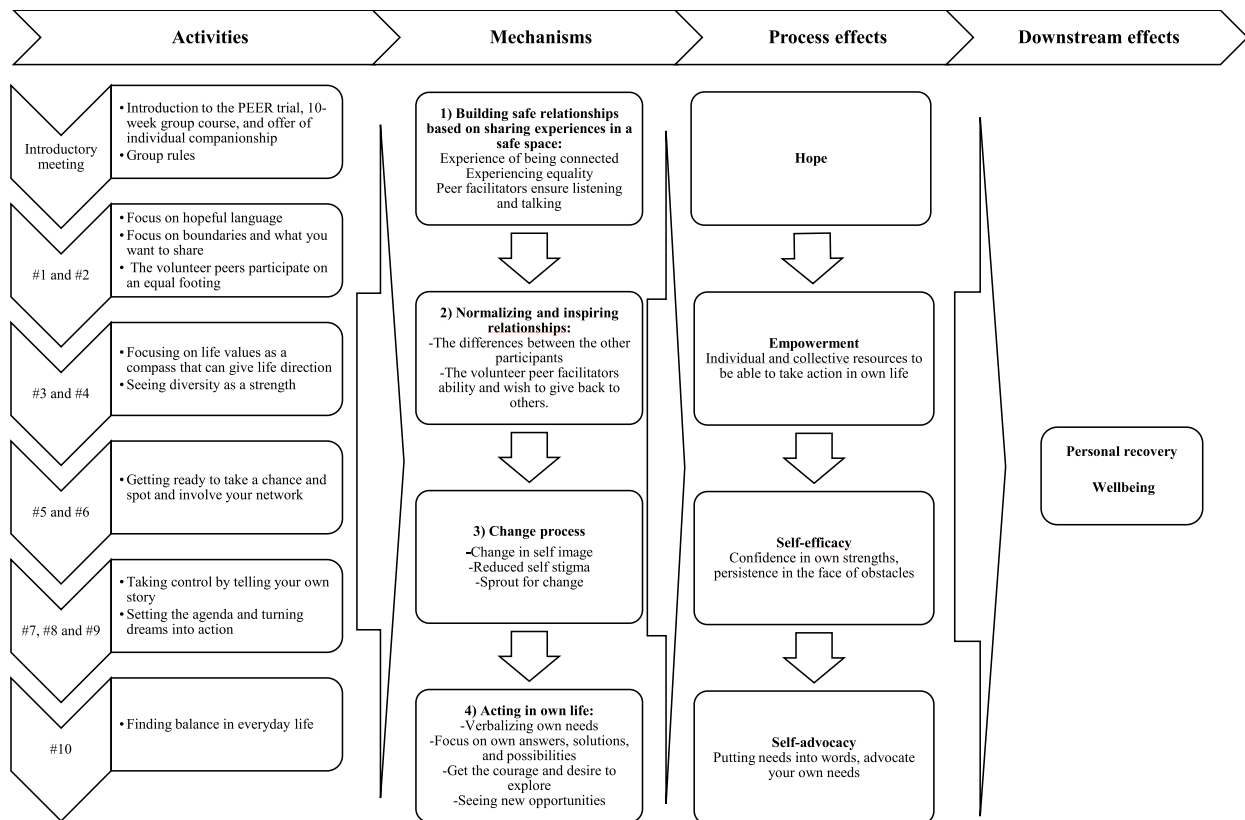 Activities
Mechanisms
Process effects
Downstream effects
Introductory
meeting
• Introduction to the PEER trial, 10-
week group course, and offer of
individual companionship
• Group rules
#1 and #2
• Focus on hopeful language
• Focus on boundaries and what you
want to share
• The volunteer peers participate on
an equal footing
#3 and #4
• Focusing on life values as a
compass that can give life direction
• Seeing diversity as a strength
#5 and #6
• Getting ready to take a chance and
spot and involve your network
#7, #8 and #9
• Taking control by telling your own
story
• Setting the agenda and turning
dreams into action
#10
• Finding balance in everyday life
1) Building safe relationships
based on sharing experiences in a
safe space:
Experience of being connected
Experiencing equality
Peer facilitators ensure listening
and talking
2) Normalizing and inspiring
relationships:
-The differences between the other
participants
-The volunteer peer facilitators
ability and wish to give back to
others.
3) Change process
-Change in self image
-Reduced self stigma
-Sprout for change
4) Acting in own life:
-Verbalizing own needs
-Focus on own answers, solutions,
and possibilities
-Get the courage and desire to
explore
-Seeing new opportunities
Hope
Empowerment
Individual and collective resources to
be able to take action in own life
Self-efficacy
Confidence in own strengths,
persistence in the face of obstacles
Self-advocacy
Putting needs into words, advocate
your own needs
Personal recovery
Wellbeing